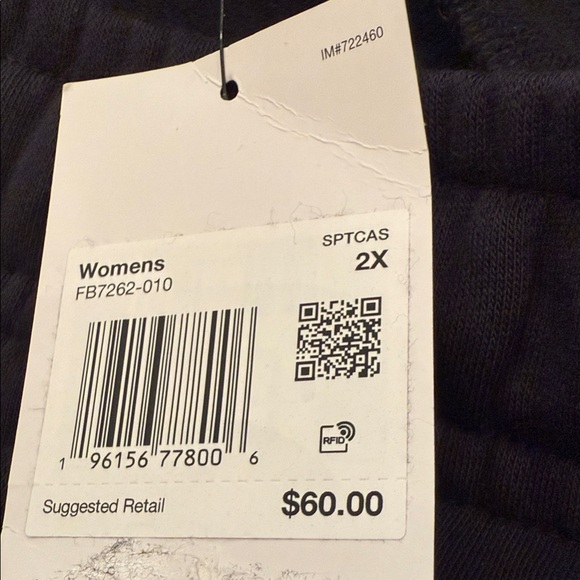 IM#722460
SPTCAS
Womens
2X
FB7262-010
RFID
1 96156 77800 6
Suggested Retail
$60.00